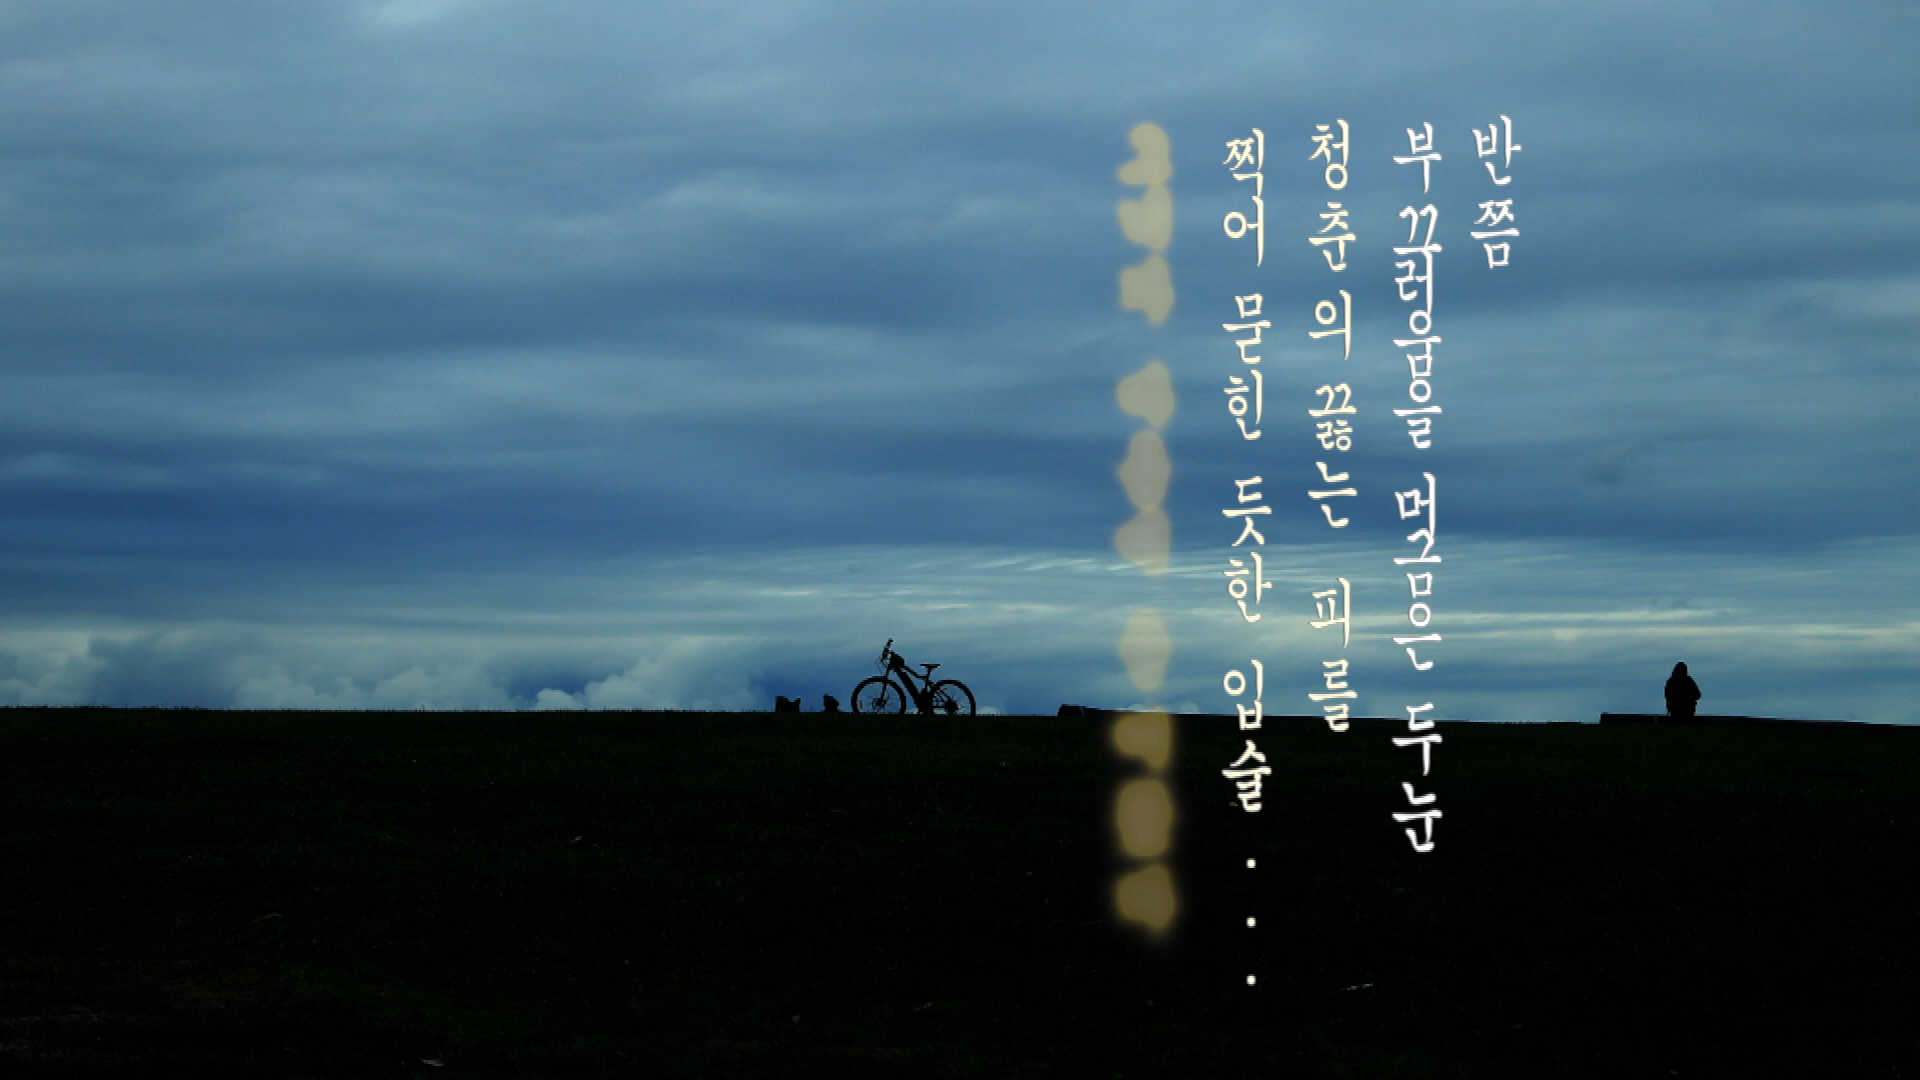 반쯤
부끄러움을 머금은 두눈
청춘의 끓는 피를
찍어 묻힌 듯한 입술...